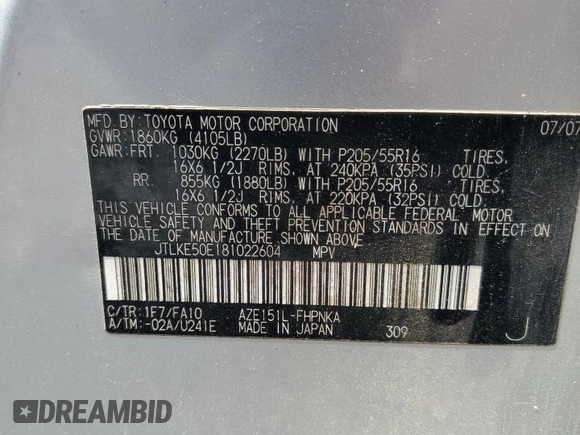 MFD.BY:TOYOTA MOTOR CORPORATION 07/07
GVWR:1860KG (4105LB)
GAWR:FRT. 1030KG (2270LB) WITH P205/55R16 TIRES,
16X6 1/2J RIMS, AT 240KPA (35PSI) COLD.
RR. 855KG (1880LB) WITH P205/55R16 TIRES,
16X6 1/2J RIMS, AT 220KPA (32PSI) COLD.
THIS VEHICLE CONFORMS TO ALL APPLICABLE FEDERAL MOTOR
VEHICLE SAFETY AND THEFT PREVENTION STANDARDS IN EFFECT ON
THE DATE OF MANUFACTURE SHOWN ABOVE.
JTLKE50E181022604 MPV
C/TR:1F7/FA10 AZE151L-FHPNKA
A/TM:-02A/U241E MADE IN JAPAN 309 J
DREAMBID